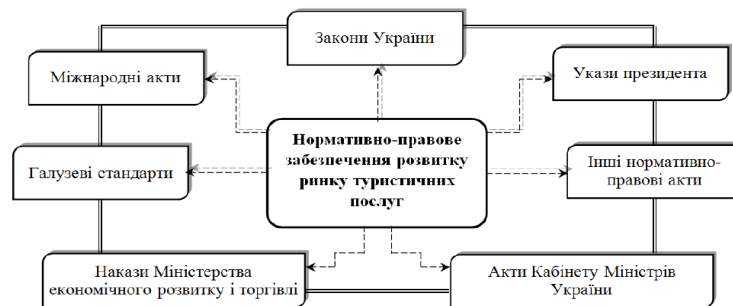 Закони України
Міжнародні акти
Укази президента
Нормативно-правове
забезпечення розвитку
ринку туристичних
послуг
Галузеві стандарти
Інші нормативно-
правові акти
Накази Міністерства
економічного розвитку і торгівлі
Акти Кабінету Міністрів
України